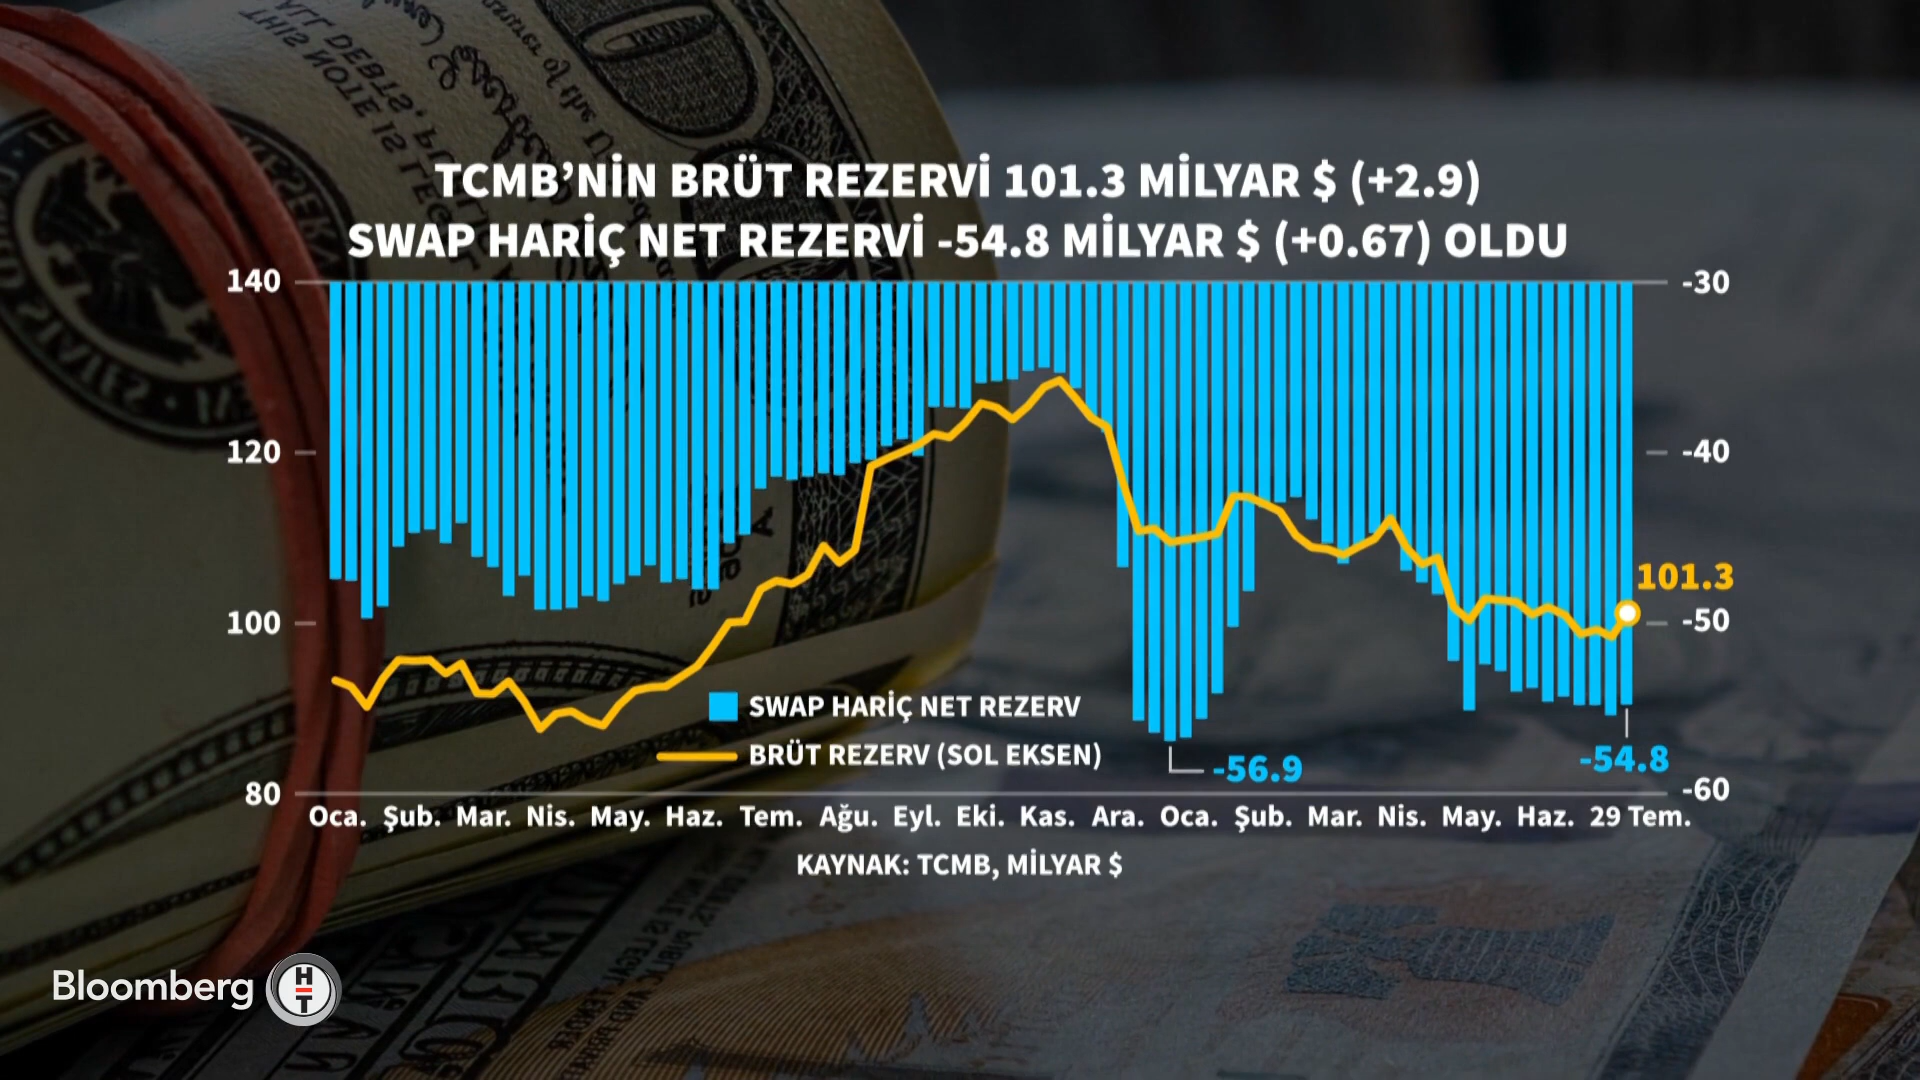 TCMB'NİN BRÜT REZERVİ 101.3 MİLYAR $ (+2.9)
SWAP HARİÇ NET REZERVİ -54.8 MİLYAR $ (+0.67) OLDU
140
-30
120
-40
101.3
100
-50
SWAP HARİÇ NET REZERV
BRÜT REZERV (SOL EKSEN)
-56.9
-54.8
80
-60
Oca. Şub. Mar. Nis. May. Haz. Tem. Ağu. Eyl. Eki. Kas. Ara. Oca. Şub. Mar. Nis. May. Haz. 29 Tem.
KAYNAK: TCMB, MİLYAR $
Bloomberg HT